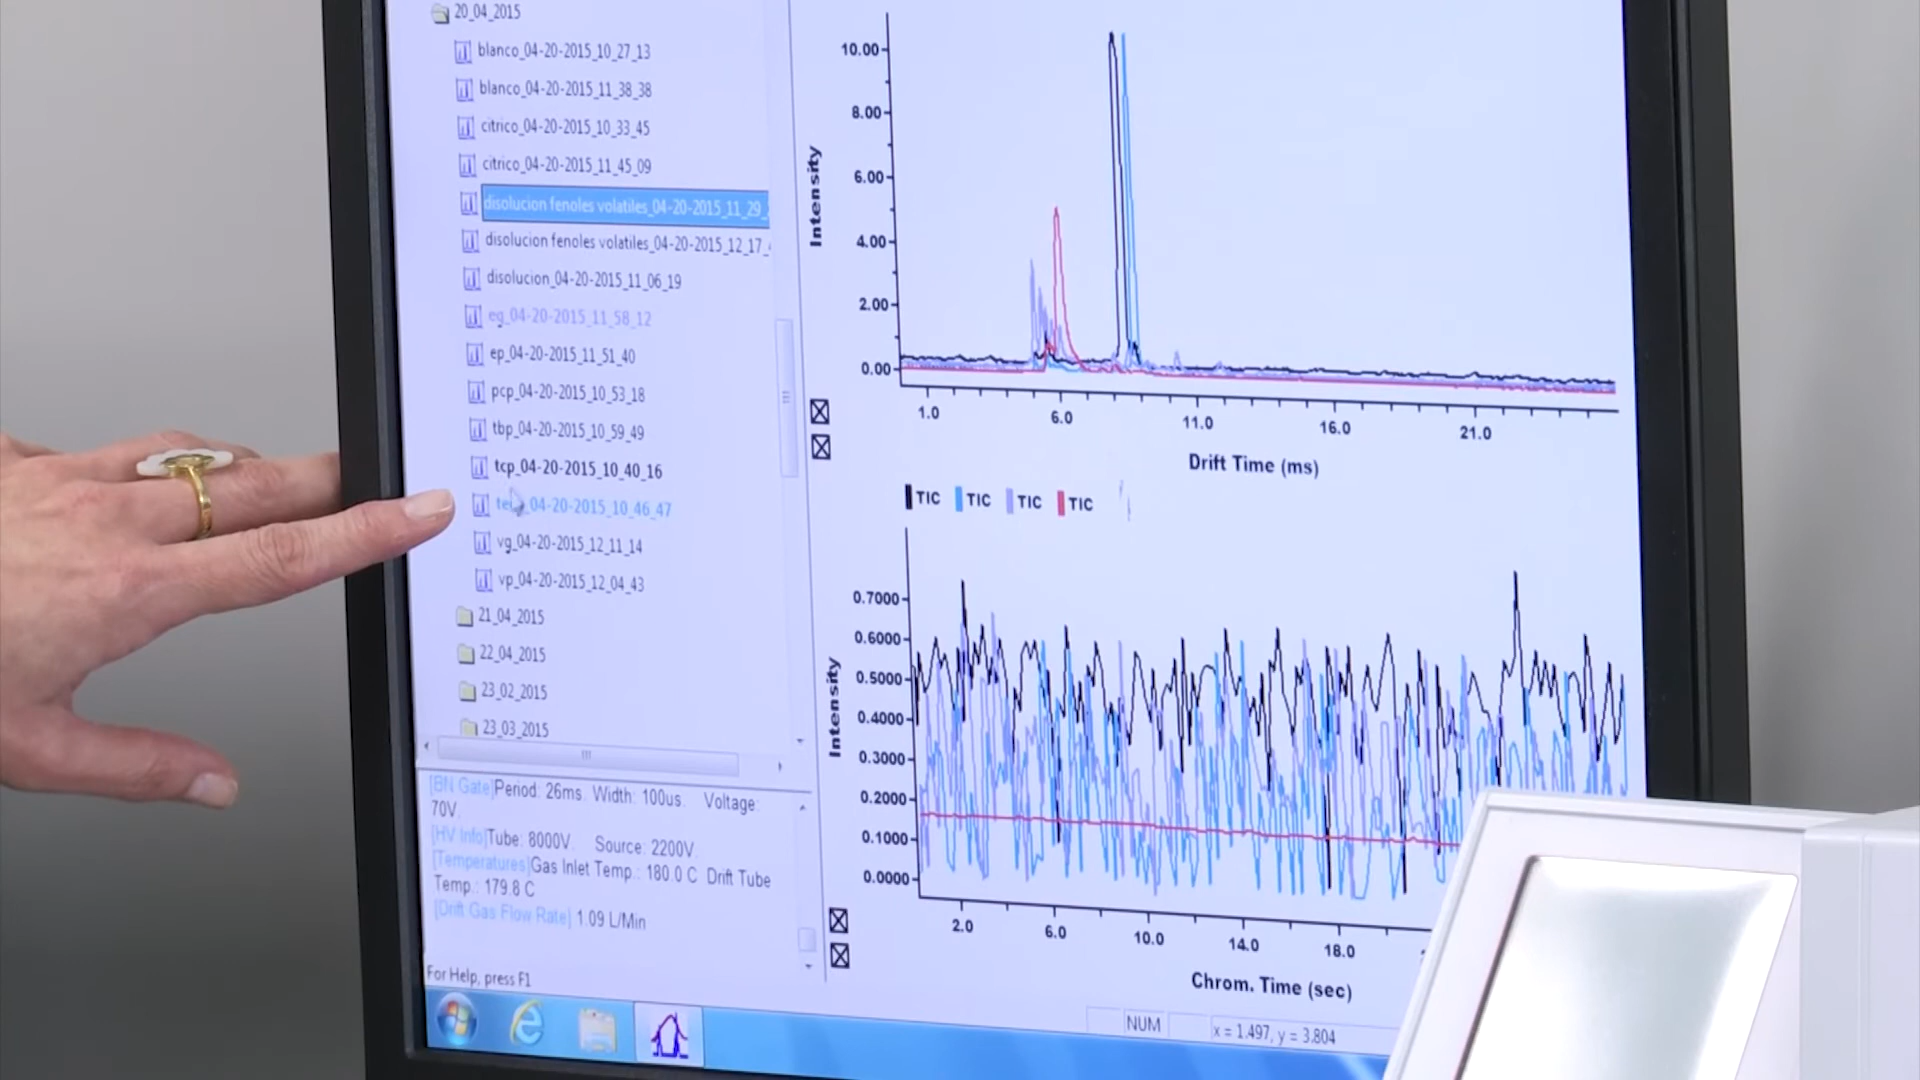 20_04_2015
blanco_04-20-2015_10_27_13
blanco_04-20-2015_11_38_38
citrico_04-20-2015_10_33_45
citrico_04-20-2015_11_45_09
disolucion fenoles volatiles_04-20-2015_11_29_
disolucion fenoles volatiles_04-20-2015_12_17_
disolucion_04-20-2015_11_06_19
eg_04-20-2015_11_58_12
ep_04-20-2015_11_51_40
pcp_04-20-2015_10_53_18
tbp_04-20-2015_10_59_49
tcp_04-20-2015_10_40_16
_04-20-2015_10_46_47
vg_04-20-2015_12_11_14
vp_04-20-2015_12_04_43
21_04_2015
22_04_2015
23_02_2015
23_03_2015
[BN Gate]Period: 26ms. Width: 100us. Voltage:
70V.
[HV Info]Tube: 8000V. Source: 2200V.
[Temperatures]Gas Inlet Temp.: 180.0 C Drift Tube
Temp.: 179.8 C
[Drift Gas Flow Rate] 1.09 L/Min
For Help, press F1
Intensity
10.00
8.00
6.00
4.00
2.00
0.00
1.0 6.0 11.0 16.0 21.0
Drift Time (ms)
TIC TIC TIC TIC
Intensity
0.7000
0.6000
0.5000
0.4000
0.3000
0.2000
0.1000
0.0000
2.0 6.0 10.0 14.0 18.0
Chrom. Time (sec)
NUM
x = 1.497, y = 3.804